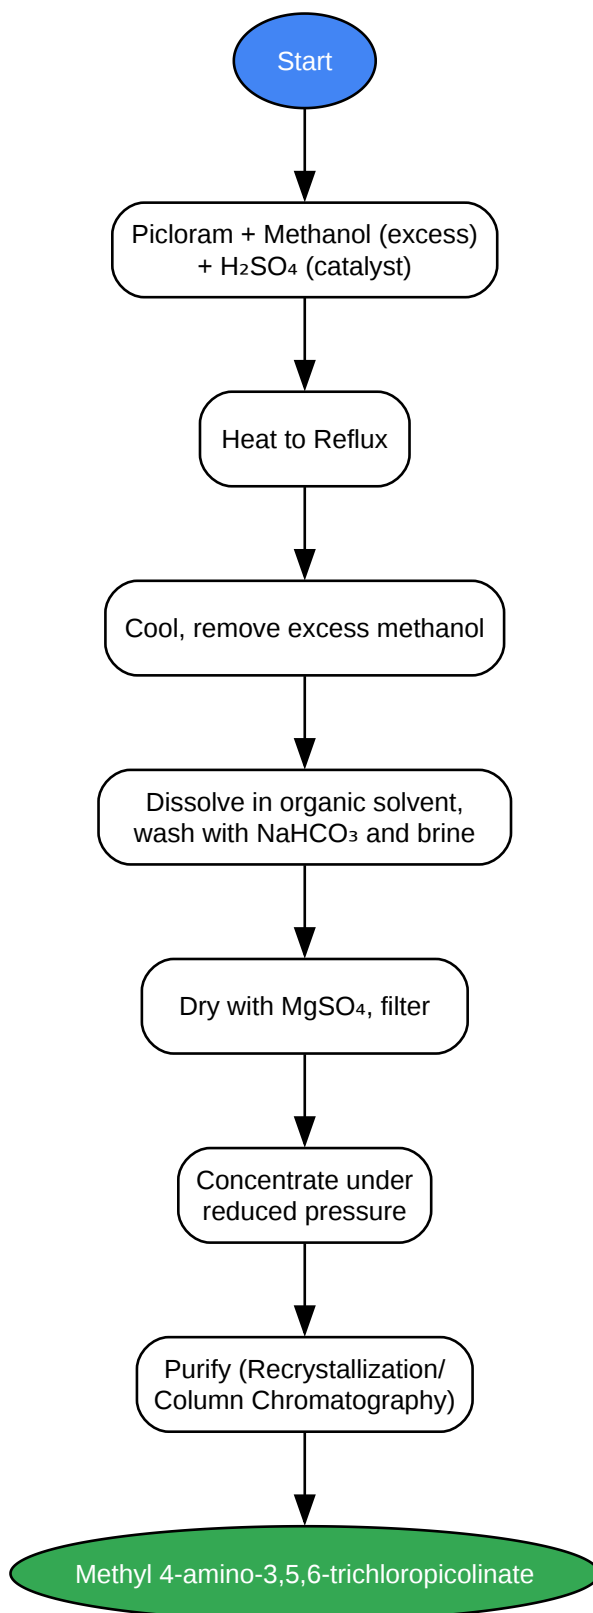 Start
Picloram + Methanol (excess)
+ H₂SO₄ (catalyst)
Heat to Reflux
Cool, remove excess methanol
Dissolve in organic solvent,
wash with NaHCO₃ and brine
Dry with MgSO₄, filter
Concentrate under
reduced pressure
Purify (Recrystallization/
Column Chromatography)
Methyl 4-amino-3,5,6-trichloropicolinate